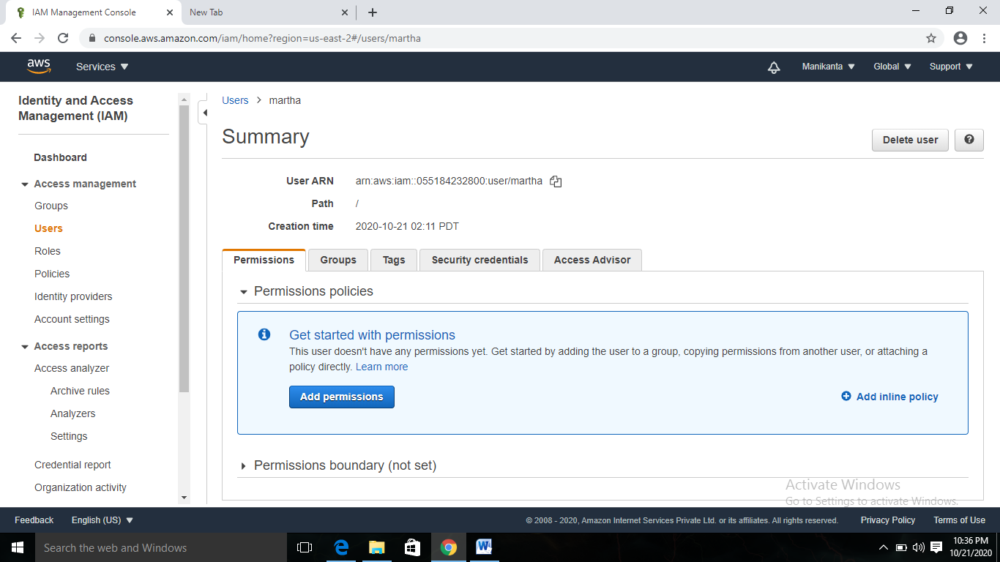 IAM Management Console
New Tab
console.aws.amazon.com/iam/home?region=us-east-2#/users/martha
aws
Services
Manikanta
Global
Support
Identity and Access
Management (IAM)
Dashboard
Access management
Groups
Users
Roles
Policies
Identity providers
Account settings
Access reports
Access analyzer
Archive rules
Analyzers
Settings
Credential report
Organization activity
Users > martha
Summary
Delete user
User ARN arn:aws:iam::055184232800:user/martha
Path /
Creation time 2020-10-21 02:11 PDT
Permissions Groups Tags Security credentials Access Advisor
Permissions policies
Get started with permissions
This user doesn't have any permissions yet. Get started by adding the user to a group, copying permissions from another user, or attaching a
policy directly. Learn more
Add permissions
Add inline policy
Permissions boundary (not set)
Activate Windows
Go to Settings to activate Windows.
Feedback English (US)
© 2008 - 2020, Amazon Internet Services Private Ltd. or its affiliates. All rights reserved. Privacy Policy Terms of Use
Search the web and Windows
10:36 PM
10/21/2020